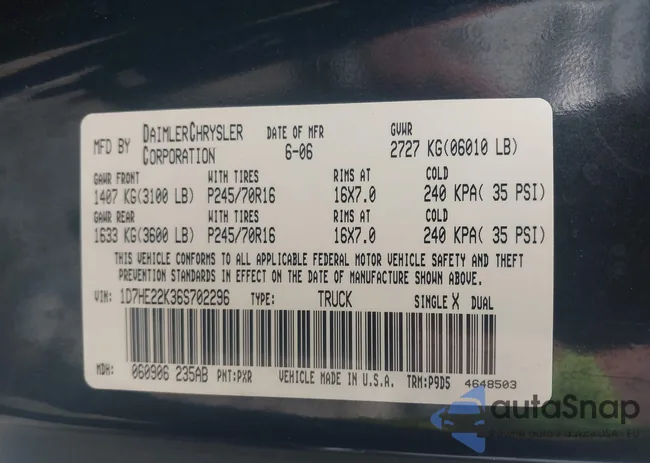 MFD BY DAIMLERCHRYSLER CORPORATION DATE OF MFR 6-06 GVWR 2727 KG(06010 LB)
GAWR FRONT WITH TIRES RIMS AT COLD
1407 KG(3100 LB) P245/70R16 16X7.0 240 KPA( 35 PSI)
GAWR REAR WITH TIRES RIMS AT COLD
1633 KG(3600 LB) P245/70R16 16X7.0 240 KPA( 35 PSI)
THIS VEHICLE CONFORMS TO ALL APPLICABLE FEDERAL MOTOR VEHICLE SAFETY AND THEFT
PREVENTION STANDARDS IN EFFECT ON THE DATE OF MANUFACTURE SHOWN ABOVE.
VIN: 1D7HE22K36S702296 TYPE: TRUCK SINGLE X DUAL
MDH: 060906 235AB PNT:PXR VEHICLE MADE IN U.S.A. TRM:P9D5 4648503
autoSnap